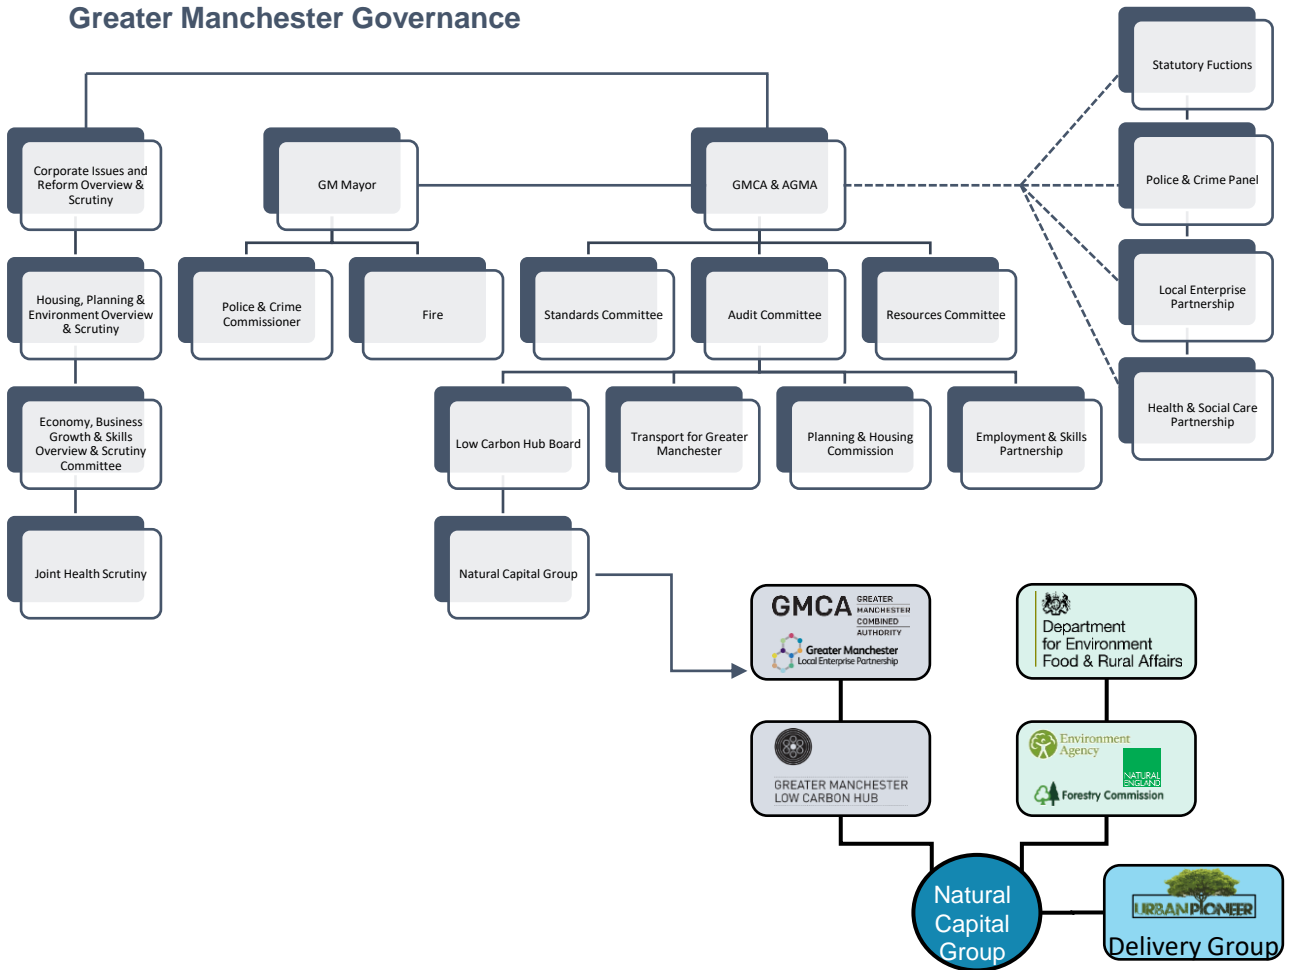 Greater Manchester Governance
Statutory Fuctions
Corporate Issues and
Reform Overview &
Scrutiny
GM Mayor
GMCA & AGMA
Police & Crime Panel
Housing, Planning &
Environment Overview
& Scrutiny
Police & Crime
Commissioner
Fire
Standards Committee
Audit Committee
Resources Committee
Local Enterprise
Partnership
Economy, Business
Growth & Skills
Overview & Scrutiny
Committee
Low Carbon Hub Board
Transport for Greater
Manchester
Planning & Housing
Commission
Employment & Skills
Partnership
Health & Social Care
Partnership
Joint Health Scrutiny
Natural Capital Group
GMCA
GREATER
MANCHESTER
COMBINED
AUTHORITY
Greater Manchester
Local Enterprise Partnership
Department
for Environment
Food & Rural Affairs
GREATER MANCHESTER
LOW CARBON HUB
Environment
Agency
NATURAL
ENGLAND
Forestry Commission
Natural
Capital
Group
URBAN PIONEER
Delivery Group